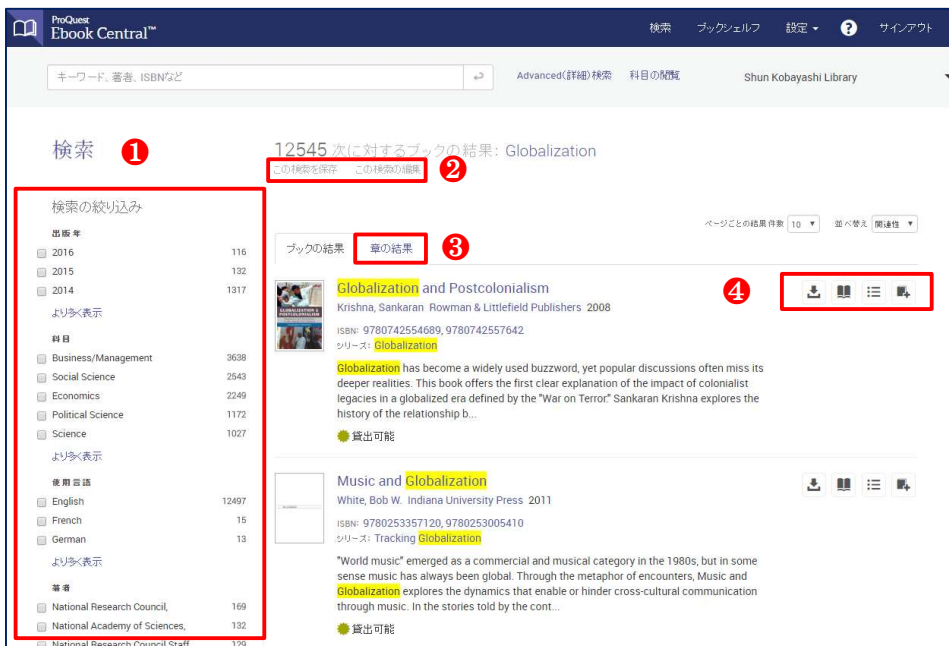 ProQuest
Ebook Central™
検索 ブックシェルフ 設定 ? サインアウト
キーワード、著者、ISBNなど
Advanced(詳細)検索 科目の閲覧 Shun Kobayashi Library
検索 1
12545 次に対するブックの結果: Globalization
この検索を保存 この検索の編集 2
検索の絞り込み
出版年
2016 116
2015 132
2014 1317
より多く表示
科目
Business/Management 3638
Social Science 2543
Economics 2249
Political Science 1172
Science 1027
より多く表示
使用言語
English 12497
French 15
German 13
より多く表示
著者
National Research Council, 169
National Academy of Sciences, 132
National Research Council Staff 129
ページごとの結果件数 10 並べ替え 関連性
ブックの結果 章の結果 3
Globalization and Postcolonialism 4
Krishna, Sankaran Rowman & Littlefield Publishers 2008
ISBN: 9780742554689, 9780742557642
シリーズ: Globalization
Globalization has become a widely used buzzword, yet popular discussions often miss its
deeper realities. This book offers the first clear explanation of the impact of colonialist
legacies in a globalized era defined by the "War on Terror." Sankaran Krishna explores the
history of the relationship b...
貸出可能
Music and Globalization
White, Bob W. Indiana University Press 2011
ISBN: 9780253357120, 9780253005410
シリーズ: Tracking Globalization
"World music" emerged as a commercial and musical category in the 1980s, but in some
sense music has always been global. Through the metaphor of encounters, Music and
Globalization explores the dynamics that enable or hinder cross-cultural communication
through music. In the stories told by the cont...
貸出可能